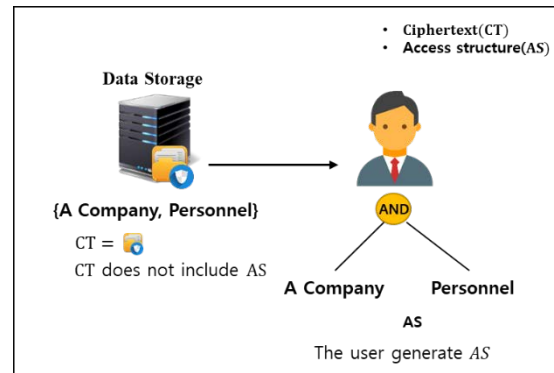 • Ciphertext(CT)
• Access structure(AS)
Data Storage
{A Company, Personnel}
CT =
CT does not include AS
AND
A Company Personnel
AS
The user generate AS